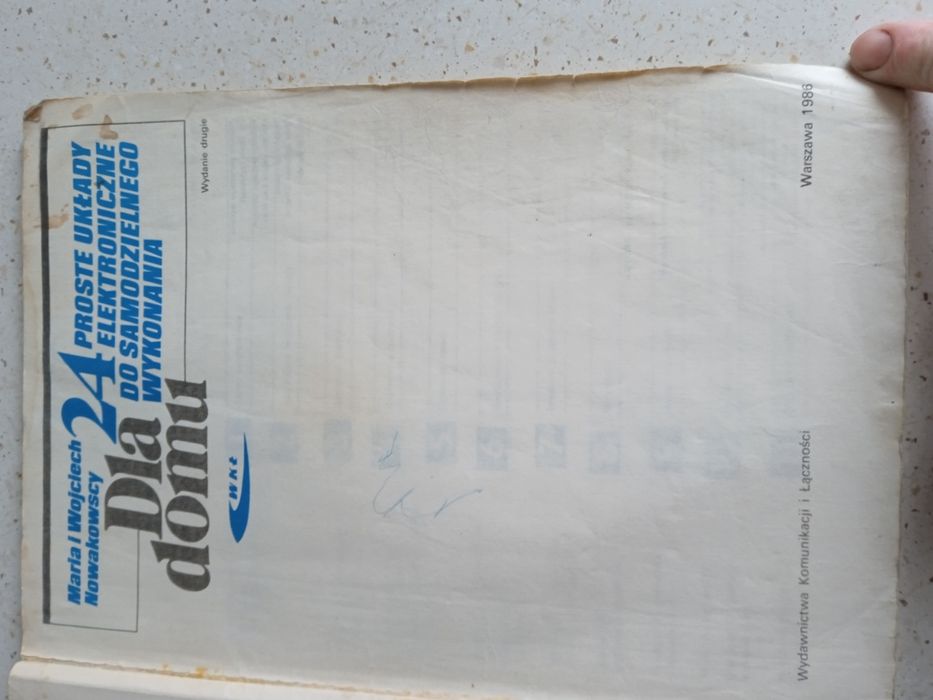 Maria i Wojciech
Nowakowscy
24 PROSTE UKŁADY
ELEKTRONICZNE
DO SAMODZIELNEGO
WYKONANIA
Dla
domu
Wydanie drugie
WKŁ
Wydawnictwa Komunikacji i Łączności Warszawa 1986